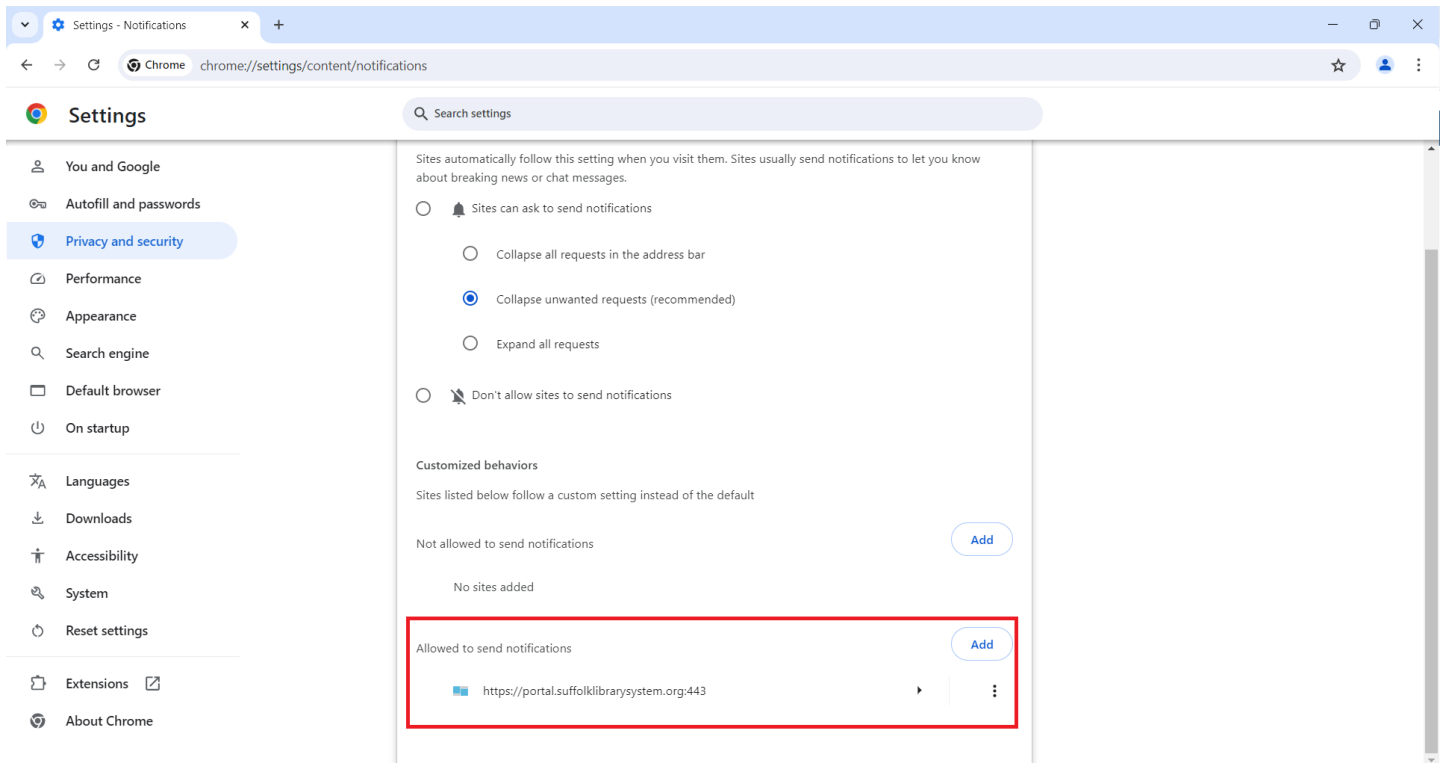 Settings - Notifications
Chrome
chrome://settings/content/notifications
Settings
Search settings
You and Google
Autofill and passwords
Privacy and security
Performance
Appearance
Search engine
Default browser
On startup
Languages
Downloads
Accessibility
System
Reset settings
Extensions
About Chrome
Sites automatically follow this setting when you visit them. Sites usually send notifications to let you know
about breaking news or chat messages.
Sites can ask to send notifications
Collapse all requests in the address bar
Collapse unwanted requests (recommended)
Expand all requests
Don't allow sites to send notifications
Customized behaviors
Sites listed below follow a custom setting instead of the default
Not allowed to send notifications
Add
No sites added
Allowed to send notifications
Add
https://portal.suffolklibrarysystem.org:443